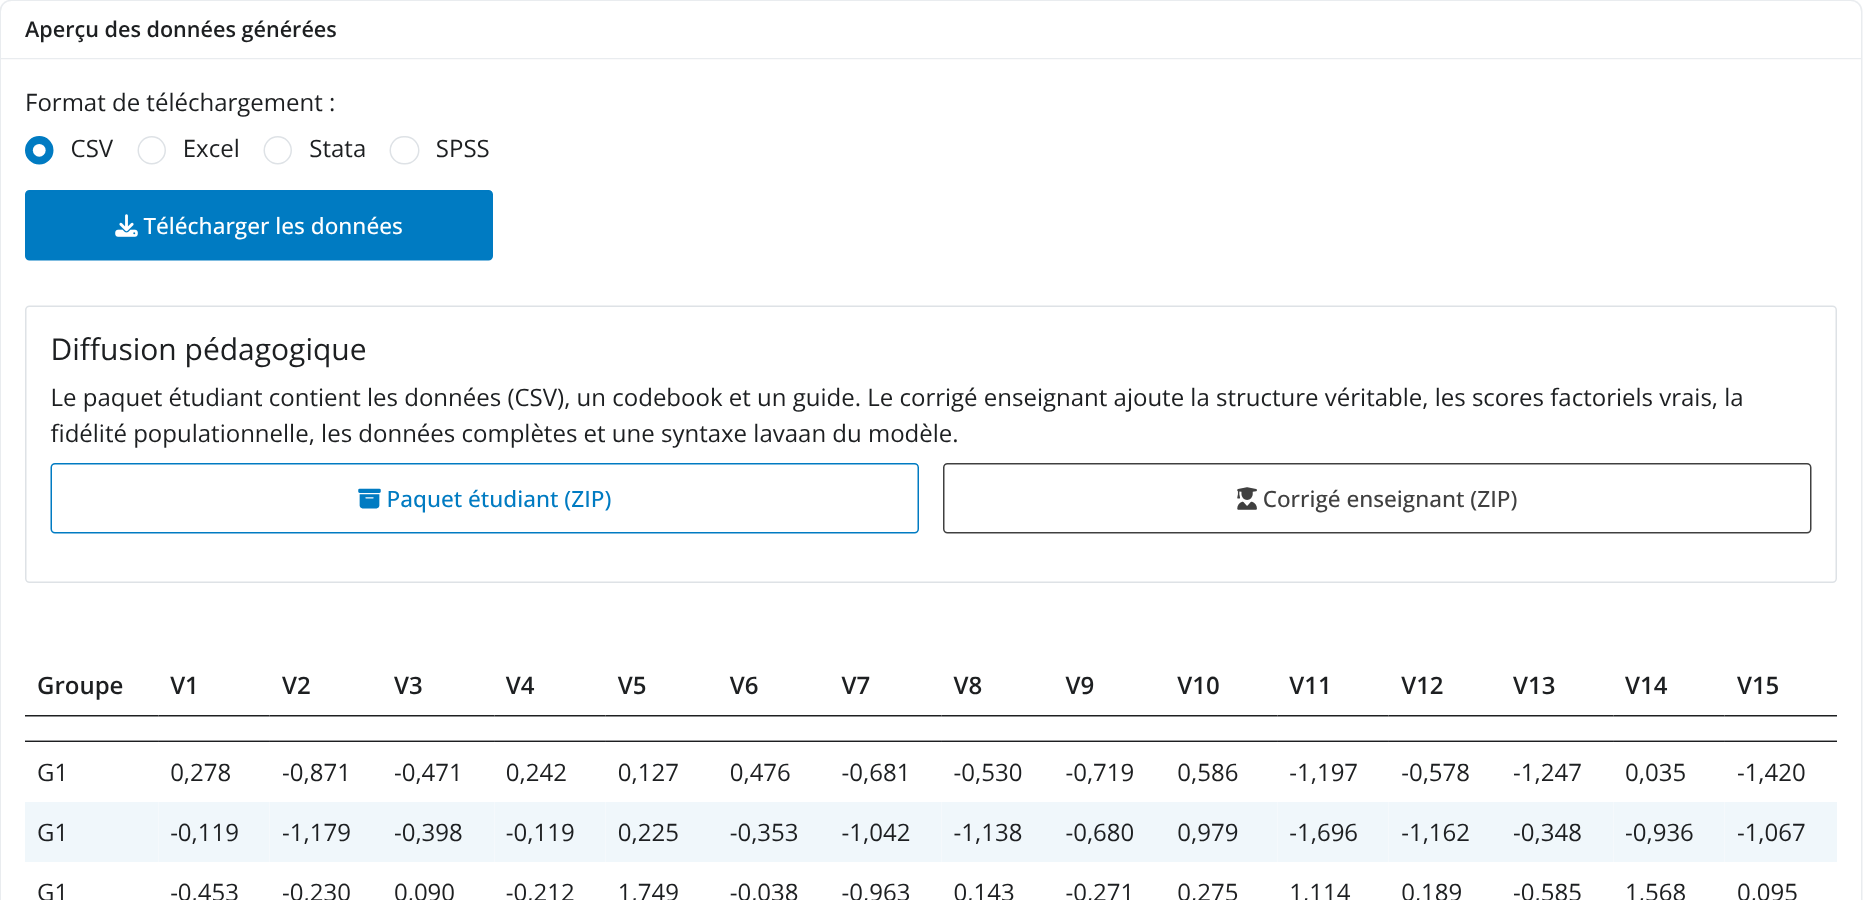 Aperçu des données générées
Format de téléchargement :
CSV Excel Stata SPSS
Télécharger les données
Diffusion pédagogique
Le paquet étudiant contient les données (CSV), un codebook et un guide. Le corrigé enseignant ajoute la structure véritable, les scores factoriels vrais, la
fidélité populationnelle, les données complètes et une syntaxe lavaan du modèle.
Paquet étudiant (ZIP) Corrigé enseignant (ZIP)
Groupe V1 V2 V3 V4 V5 V6 V7 V8 V9 V10 V11 V12 V13 V14 V15
G1 0,278 -0,871 -0,471 0,242 0,127 0,476 -0,681 -0,530 -0,719 0,586 -1,197 -0,578 -1,247 0,035 -1,420
G1 -0,119 -1,179 -0,398 -0,119 0,225 -0,353 -1,042 -1,138 -0,680 0,979 -1,696 -1,162 -0,348 -0,936 -1,067
G1 -0,453 -0,230 0,090 -0,212 1,749 -0,038 -0,963 0,143 -0,271 0,275 1,114 0,189 -0,585 1,568 0,095